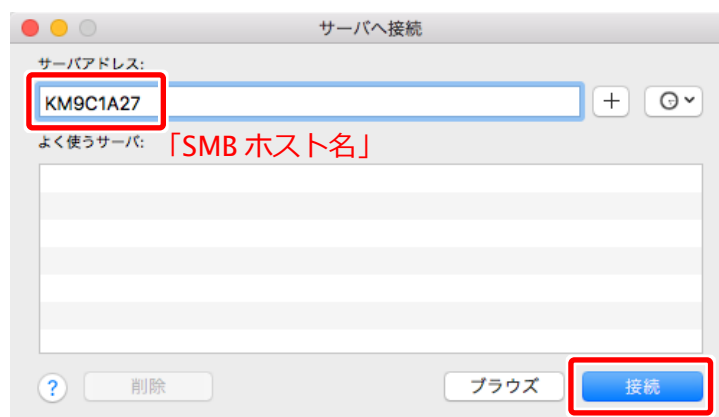 サーバへ接続
サーバアドレス:
KM9C1A27
よく使うサーバ:
「SMB ホスト名」
?
削除
ブラウズ
接続